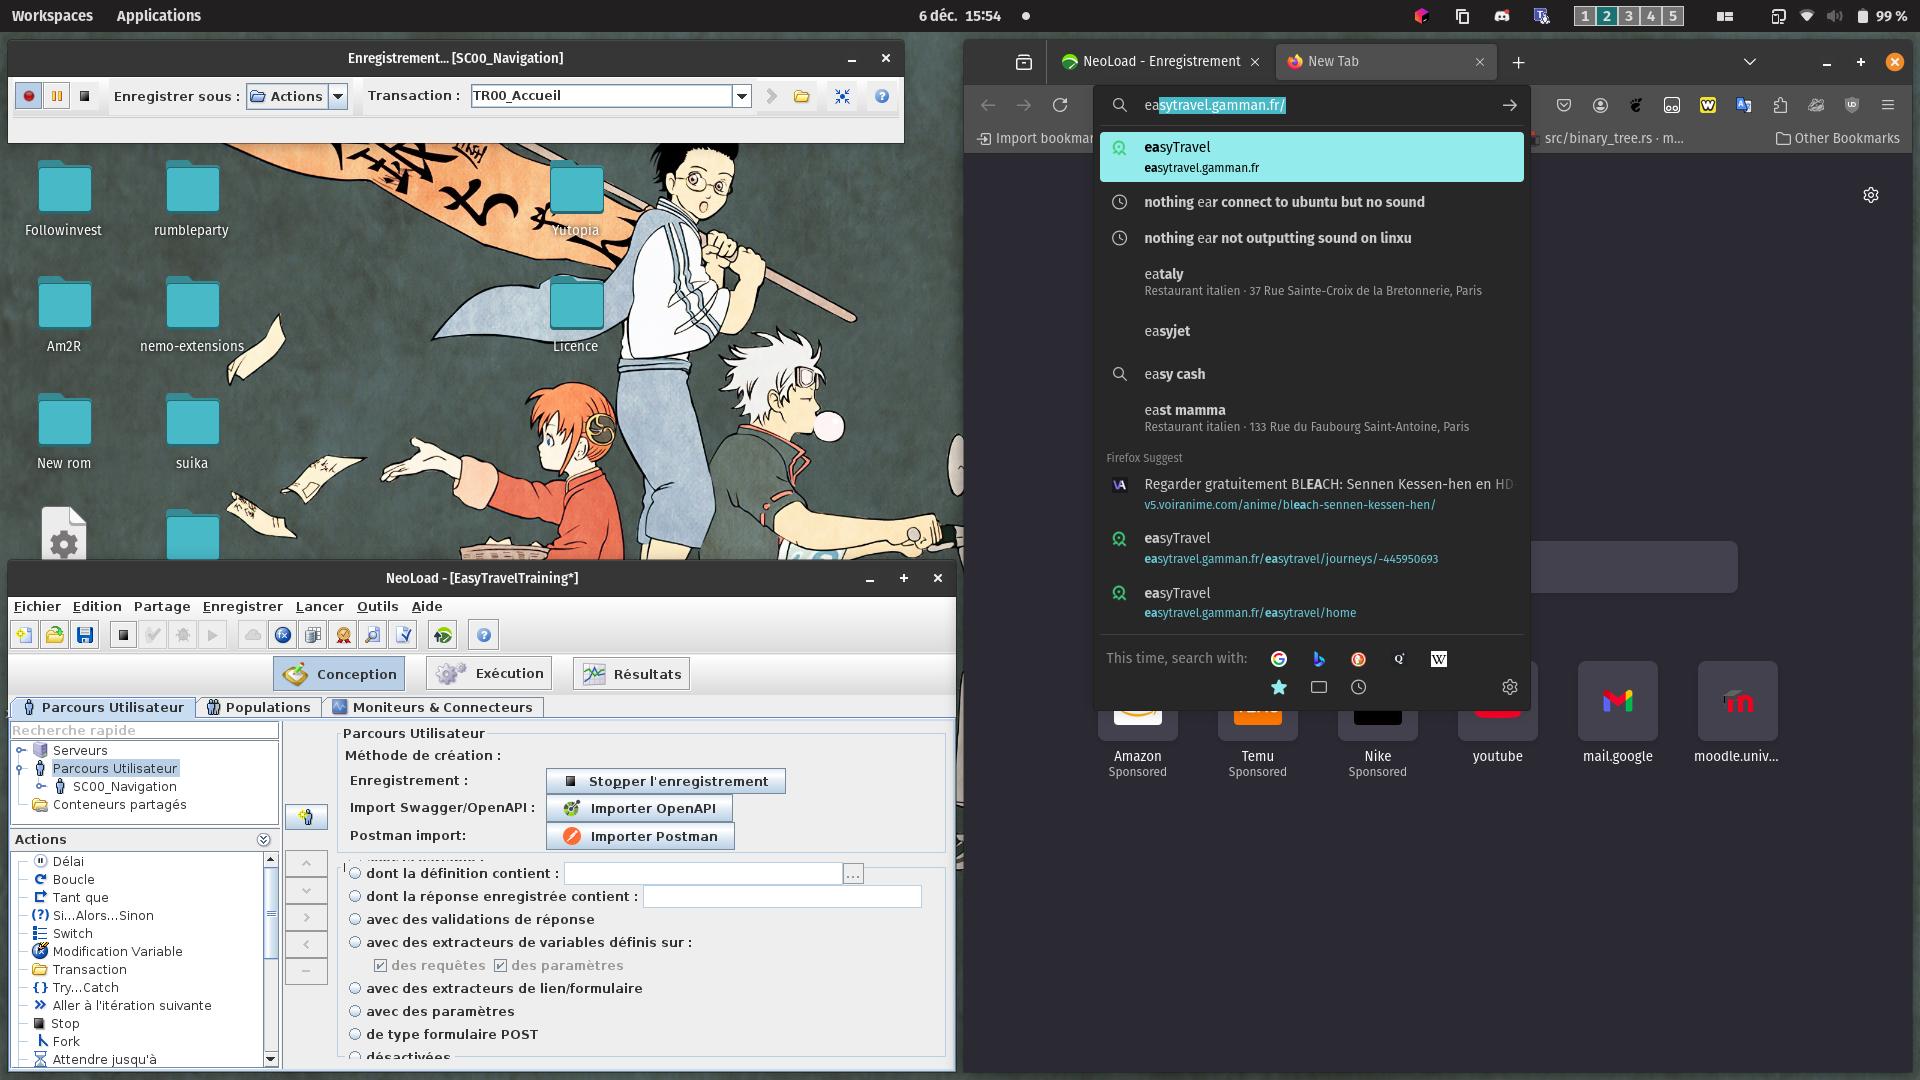 Workspaces Applications 6 déc. 15:54 1 2 3 4 5 99 %
Enregistrement... [SC00_Navigation]
Enregistrer sous : Actions Transaction : TR00_Accueil
Followinvest rumbleparty Yutopia
Am2R nemo-extensions Licence
New rom suika
NeoLoad - [EasyTravelTraining*]
Fichier Edition Partage Enregistrer Lancer Outils Aide
Conception Exécution Résultats
Parcours Utilisateur Populations Moniteurs & Connecteurs
Recherche rapide
Serveurs
Parcours Utilisateur
SC00_Navigation
Conteneurs partagés
Actions
Délai
Boucle
Tant que
Si...Alors...Sinon
Switch
Modification Variable
Transaction
Try...Catch
Aller à l'itération suivante
Stop
Fork
Attendre jusqu'à
Parcours Utilisateur
Méthode de création :
Enregistrement : Stopper l'enregistrement
Import Swagger/OpenAPI : Importer OpenAPI
Postman import: Importer Postman
dont la définition contient : ...
dont la réponse enregistrée contient :
avec des validations de réponse
avec des extracteurs de variables définis sur :
des requêtes des paramètres
avec des extracteurs de lien/formulaire
avec des paramètres
de type formulaire POST
désactivées
NeoLoad - Enregistrement New Tab
easytravel.gamman.fr/
Import bookmar src/binary_tree.rs · m... Other Bookmarks
easyTravel
easytravel.gamman.fr
nothing ear connect to ubuntu but no sound
nothing ear not outputting sound on linxu
eataly
Restaurant italien · 37 Rue Sainte-Croix de la Bretonnerie, Paris
easyjet
easy cash
east mamma
Restaurant italien · 133 Rue du Faubourg Saint-Antoine, Paris
Firefox Suggest
Regarder gratuitement BLEACH: Sennen Kessen-hen en HD
v5.voiranime.com/anime/bleach-sennen-kessen-hen/
easyTravel
easytravel.gamman.fr/easytravel/journeys/-445950693
easyTravel
easytravel.gamman.fr/easytravel/home
This time, search with:
Amazon Temu Nike youtube mail.google moodle.univ...
Sponsored Sponsored Sponsored